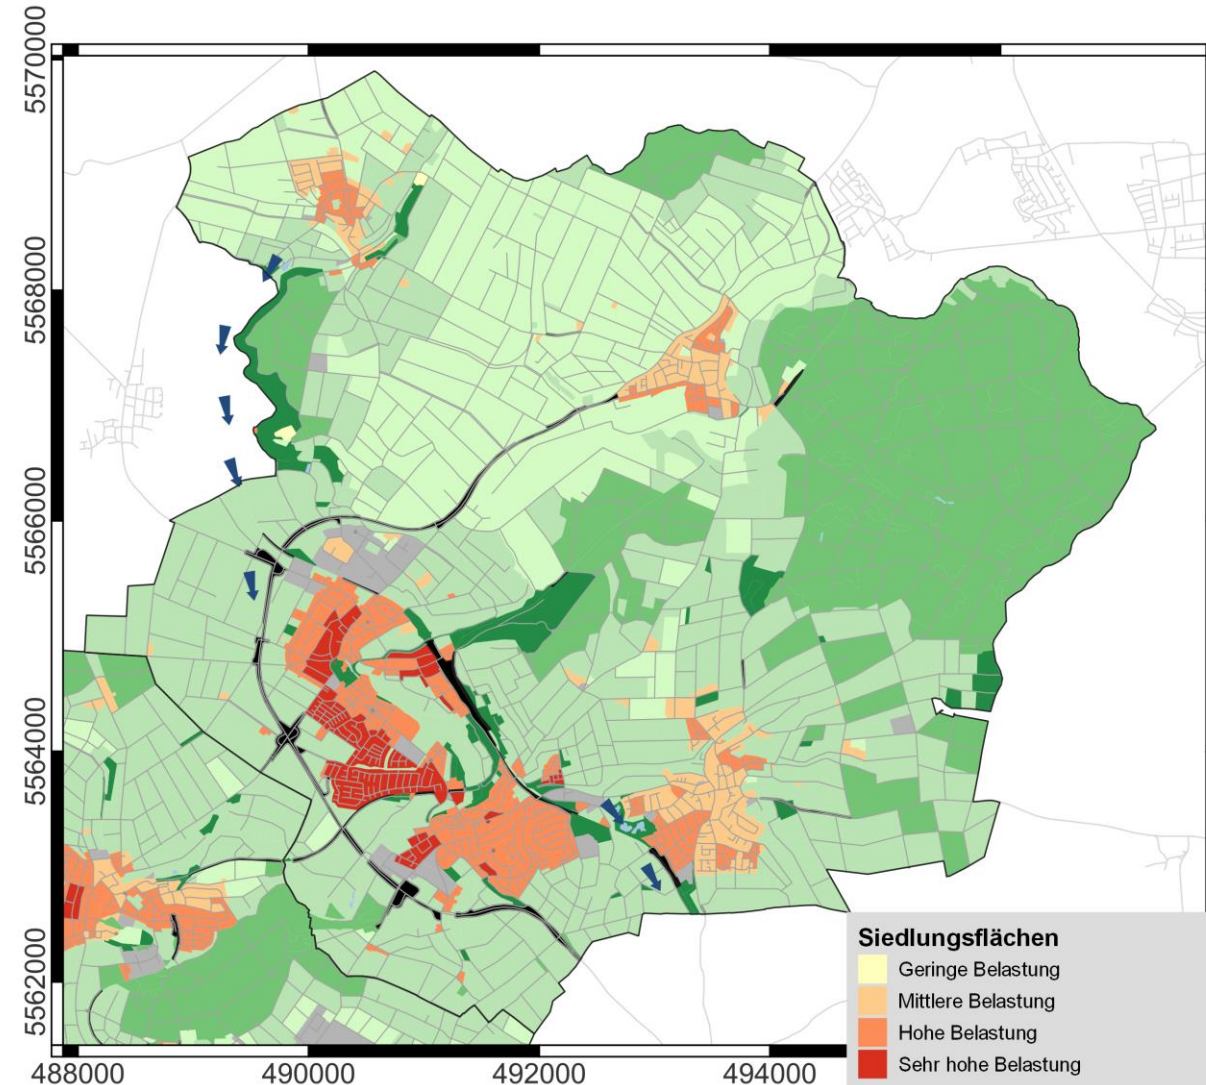 5570000
5568000
5566000
5564000
5562000
488000
490000
492000
494000
Siedlungsflächen
Geringe Belastung
Mittlere Belastung
Hohe Belastung
Sehr hohe Belastung